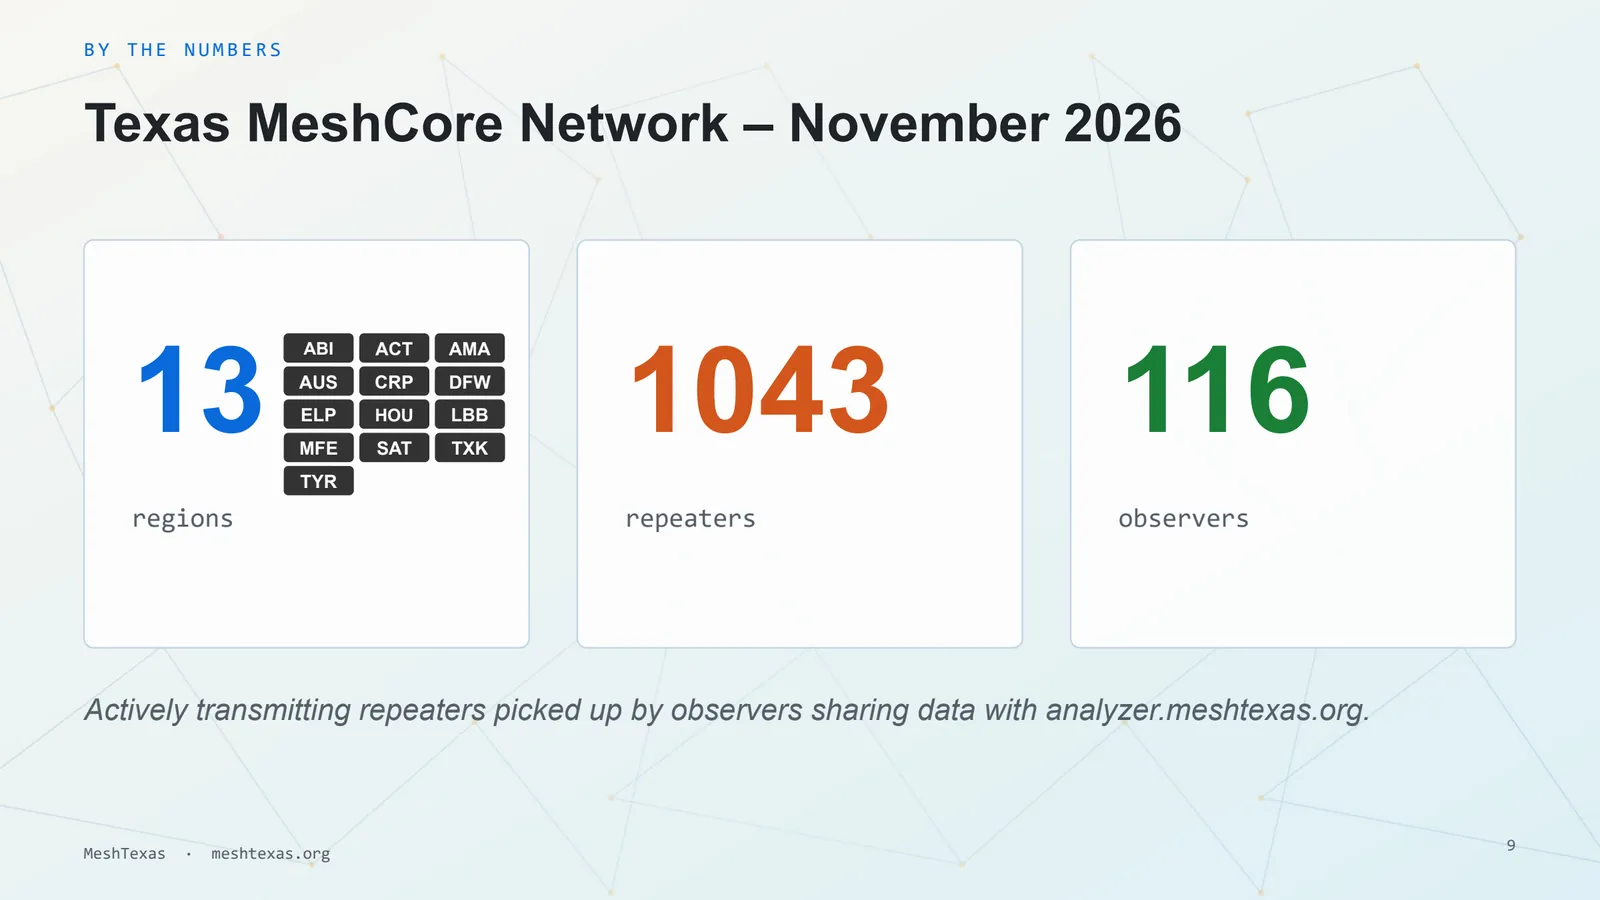 BY THE NUMBERS
Texas MeshCore Network – November 2026
13
ABI ACT AMA
AUS CRP DFW
ELP HOU LBB
MFE SAT TXK
TYR
regions
1043
repeaters
116
observers
Actively transmitting repeaters picked up by observers sharing data with analyzer.meshtexas.org.
MeshTexas · meshtexas.org
9